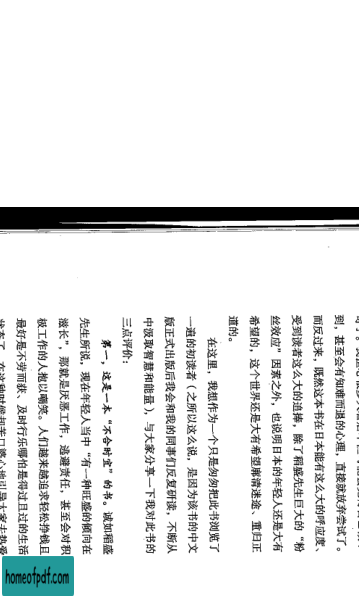 到，甚至会有知难而退的心理，直接就放弃尝试了。
而反过来，既然这本书在日本能有这么大的呼应度、
受到读者这么大的追捧，除了稻盛先生巨大的“粉
丝效应”因素之外，也说明日本的年轻人还是大有
希望的，这个世界还是大有希望廓清迷途、重归正
道的。
在这里，我想作为一个只是匆匆把此书浏览了
一遍的初读者（之所以这么说，是因为该书的中文
版正式出版后我会和我的同事们反复研读，不断从
中汲取智慧和能量），与大家分享一下我对此书的
三点评价：
第一，这是一本“不合时宜”的书。诚如稻盛
先生所说，现在年轻人当中“有一种旺盛的倾向在
滋长”，那就是厌恶工作，逃避责任，甚至会对积
极工作的人抱以嘲笑。人们越来越追求轻松挣钱且
最好是不劳而获、及时行乐哪怕是得过且过的生活
homeofpdf.com